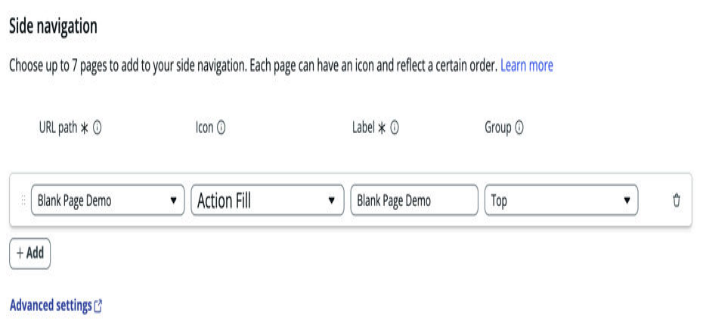 Side navigation
Choose up to 7 pages to add to your side navigation. Each page can have an icon and reflect a certain order. Learn more
URL path * Icon Label * Group
Blank Page Demo Action Fill Blank Page Demo Top
+ Add
Advanced settings